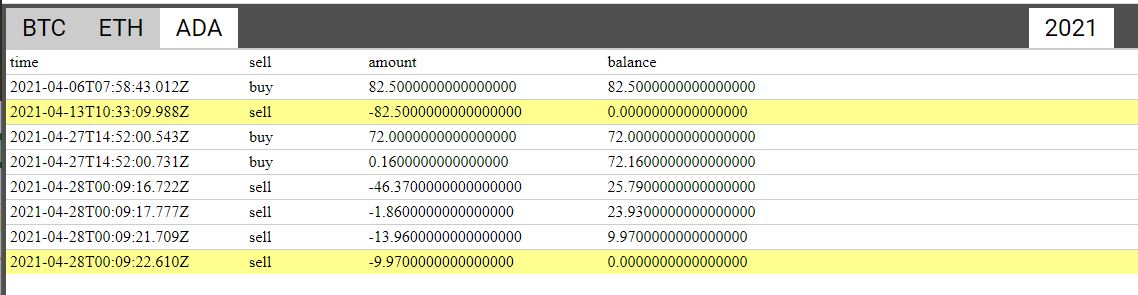 BTC ETH ADA 2021
time sell amount balance
2021-04-06T07:58:43.012Z buy 82.5000000000000000 82.5000000000000000
2021-04-13T10:33:09.988Z sell -82.5000000000000000 0.0000000000000000
2021-04-27T14:52:00.543Z buy 72.0000000000000000 72.0000000000000000
2021-04-27T14:52:00.731Z buy 0.1600000000000000 72.1600000000000000
2021-04-28T00:09:16.722Z sell -46.3700000000000000 25.7900000000000000
2021-04-28T00:09:17.777Z sell -1.8600000000000000 23.9300000000000000
2021-04-28T00:09:21.709Z sell -13.9600000000000000 9.9700000000000000
2021-04-28T00:09:22.610Z sell -9.9700000000000000 0.0000000000000000